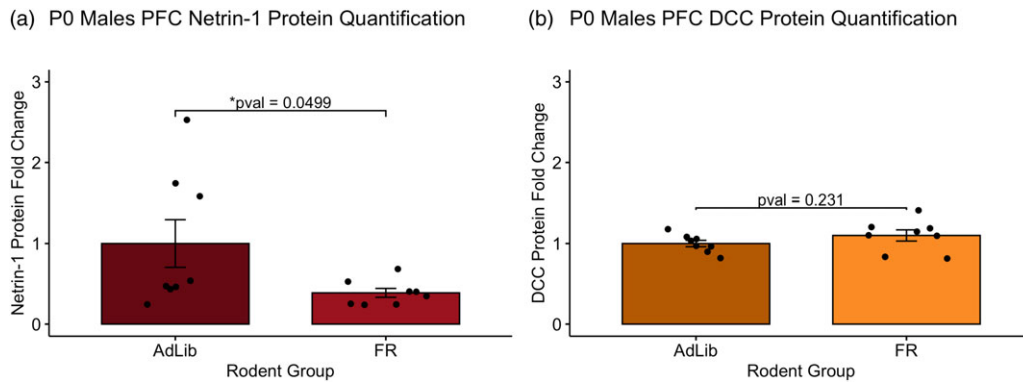 (a) P0 Males PFC Netrin-1 Protein Quantification
Netrin-1 Protein Fold Change
3
2
1
0
*pval = 0.0499
AdLib
FR
Rodent Group
(b) P0 Males PFC DCC Protein Quantification
DCC Protein Fold Change
3
2
1
0
pval = 0.231
AdLib
FR
Rodent Group